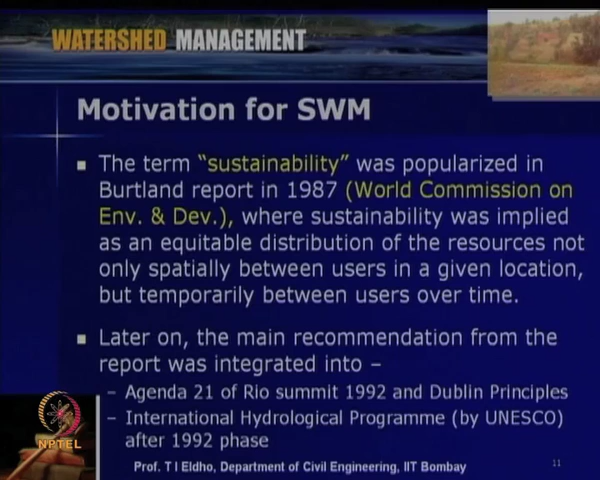 WATERSHED MANAGEMENT
Motivation for SWM
▪ The term “sustainability” was popularized in
Burtland report in 1987 (World Commission on
Env. & Dev.), where sustainability was implied
as an equitable distribution of the resources not
only spatially between users in a given location,
but temporarily between users over time.
▪ Later on, the main recommendation from the
report was integrated into –
– Agenda 21 of Rio summit 1992 and Dublin Principles
– International Hydrological Programme (by UNESCO)
after 1992 phase
NPTEL
Prof. T I Eldho, Department of Civil Engineering, IIT Bombay
11